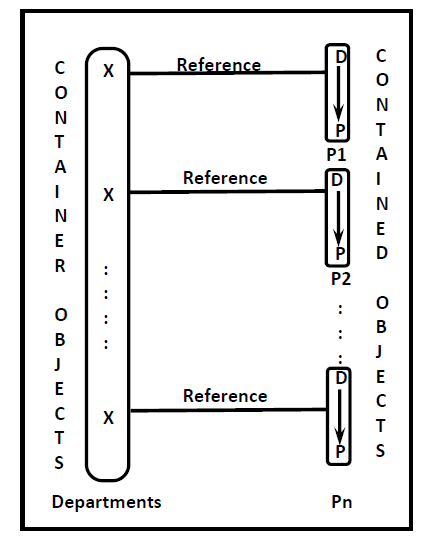 CONTAINER OBJECTS
X
X
:
:
:
:
X
Departments
Reference
Reference
Reference
D
P
P1
D
P
P2
:
:
:
D
P
Pn
CONTAINED OBJECTS